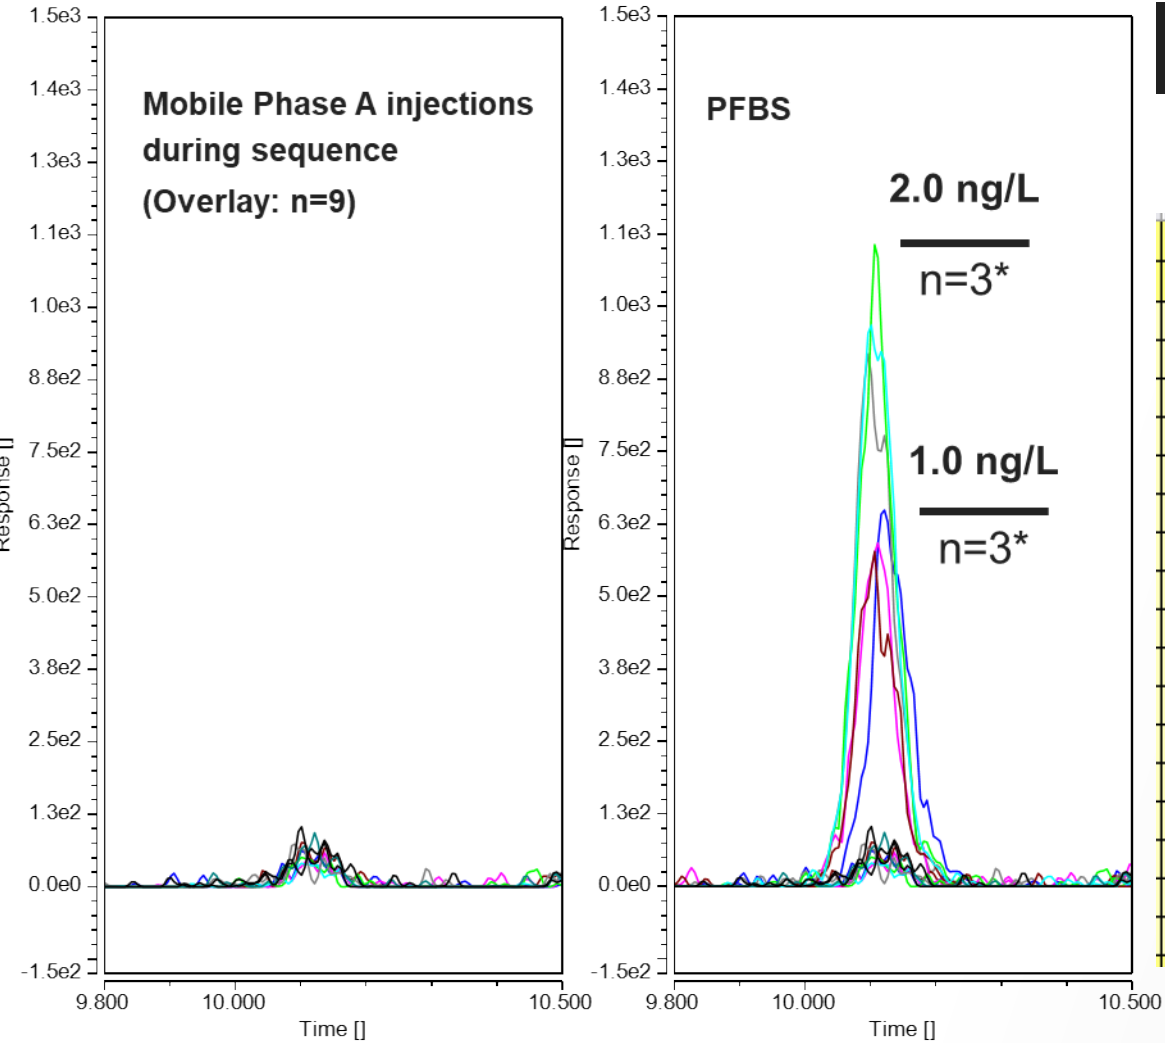 1.5e3
1.4e3
1.3e3
1.1e3
1.0e3
8.8e2
7.5e2
6.3e2
5.0e2
3.8e2
2.5e2
1.3e2
0.0e0
-1.5e2
Response []
Mobile Phase A injections
during sequence
(Overlay: n=9)
9.800
10.000
10.500
Time []
1.5e3
1.4e3
1.3e3
1.1e3
1.0e3
8.8e2
7.5e2
6.3e2
5.0e2
3.8e2
2.5e2
1.3e2
0.0e0
-1.5e2
Response []
PFBS
2.0 ng/L
n=3*
1.0 ng/L
n=3*
9.800
10.000
10.500
Time []